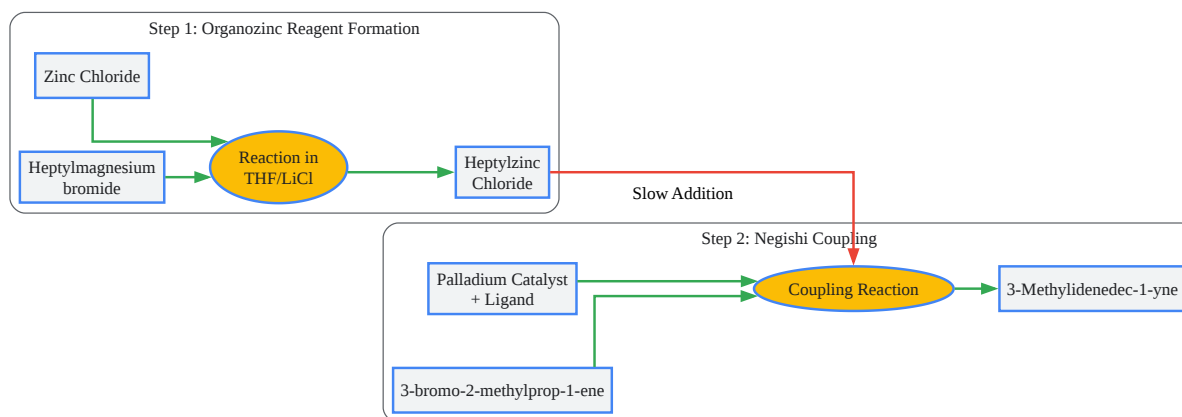 Step 1: Organozinc Reagent Formation
Zinc Chloride
Heptylmagnesium
bromide
Reaction in
THF/LiCl
Heptylzinc
Chloride
Slow Addition
Step 2: Negishi Coupling
Palladium Catalyst
+ Ligand
Coupling Reaction
3-Methylidenedec-1-yne
3-bromo-2-methylprop-1-ene